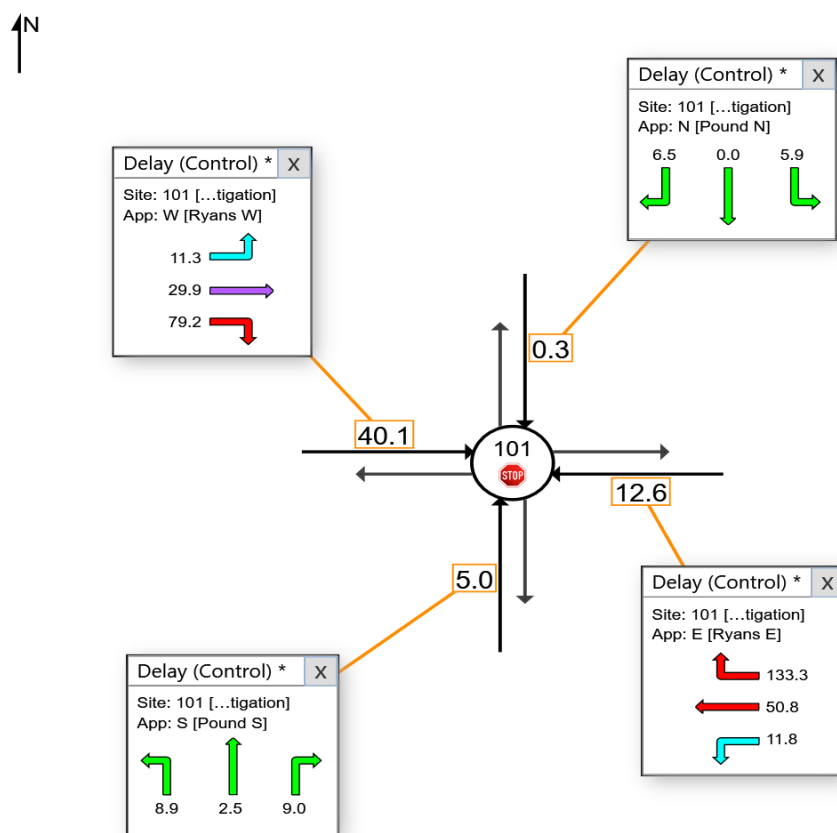 N
Delay (Control) * X
Site: 101 […tigation]
App: N [Pound N]
6.5 0.0 5.9
Delay (Control) * X
Site: 101 […tigation]
App: W [Ryans W]
11.3
29.9
79.2
0.3
40.1
101
STOP
12.6
5.0
Delay (Control) * X
Site: 101 […tigation]
App: E [Ryans E]
133.3
50.8
11.8
Delay (Control) * X
Site: 101 […tigation]
App: S [Pound S]
8.9 2.5 9.0